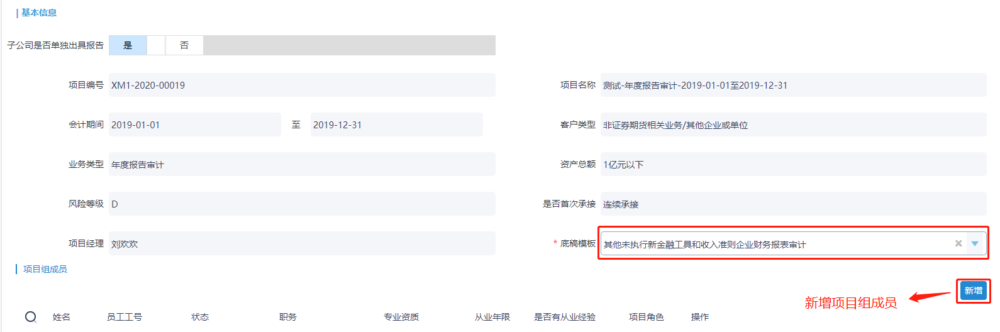 基本信息
子公司是否单独出具报告 是 否
项目编号 XM1-2020-00019 项目名称 测试-年度报告审计-2019-01-01至2019-12-31
会计期间 2019-01-01 至 2019-12-31 客户类型 非证券期货相关业务/其他企业或单位
业务类型 年度报告审计 资产总额 1亿元以下
风险等级 D 是否首次承接 连续承接
项目经理 刘欢欢 * 底稿模板 其他未执行新金融工具和收入准则企业财务报表审计
项目组成员
新增
新增项目组成员
姓名 员工工号 状态 职务 专业资质 从业年限 是否有从业经验 项目角色 操作